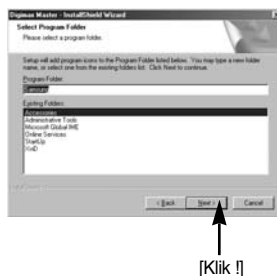 Digimax Master - InstallShield Wizard
Select Program Folder
Please select a program folder.
Setup will add program icons to the Program Folder listed below. You may type a new folder
name, or select one from the existing folders list. Click Next to continue.
Program Folder:
Samsung
Existing Folders:
Accessories
Administrative Tools
Microsoft Global IME
Online Services
StartUp
XnD
< Back
Next >
Cancel
[Klik !]